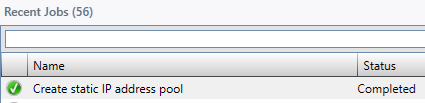 Recent Jobs (56)
Name Status
Create static IP address pool Completed